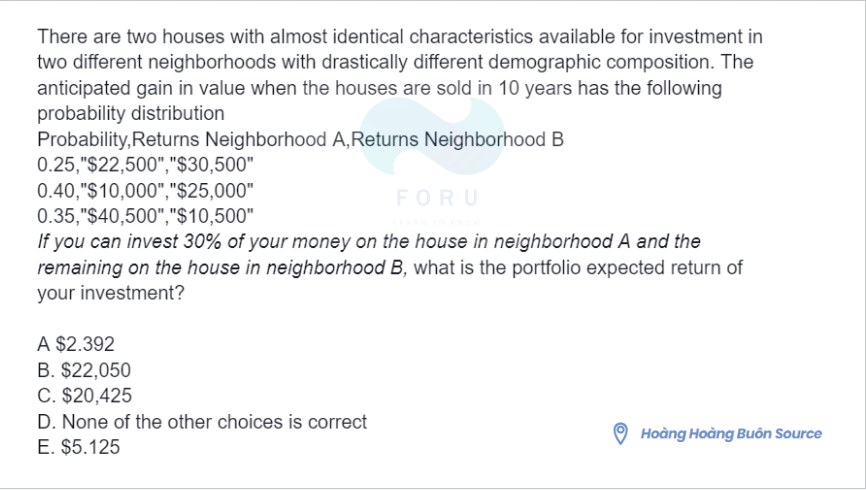 There are two houses with almost identical characteristics available for investment in
two different neighborhoods with drastically different demographic composition. The
anticipated gain in value when the houses are sold in 10 years has the following
probability distribution
Probability,Returns Neighborhood A,Returns Neighborhood B
0.25,"$22,500","$30,500"
0.40,"$10,000","$25,000"
0.35,"$40,500","$10,500"
FORU
If you can invest 30% of your money on the house in neighborhood A and the
remaining on the house in neighborhood B, what is the portfolio expected return of
your investment?
A $2.392
B. $22,050
C. $20,425
D. None of the other choices is correct
E. $5.125
Hoàng Hoàng Buôn Source